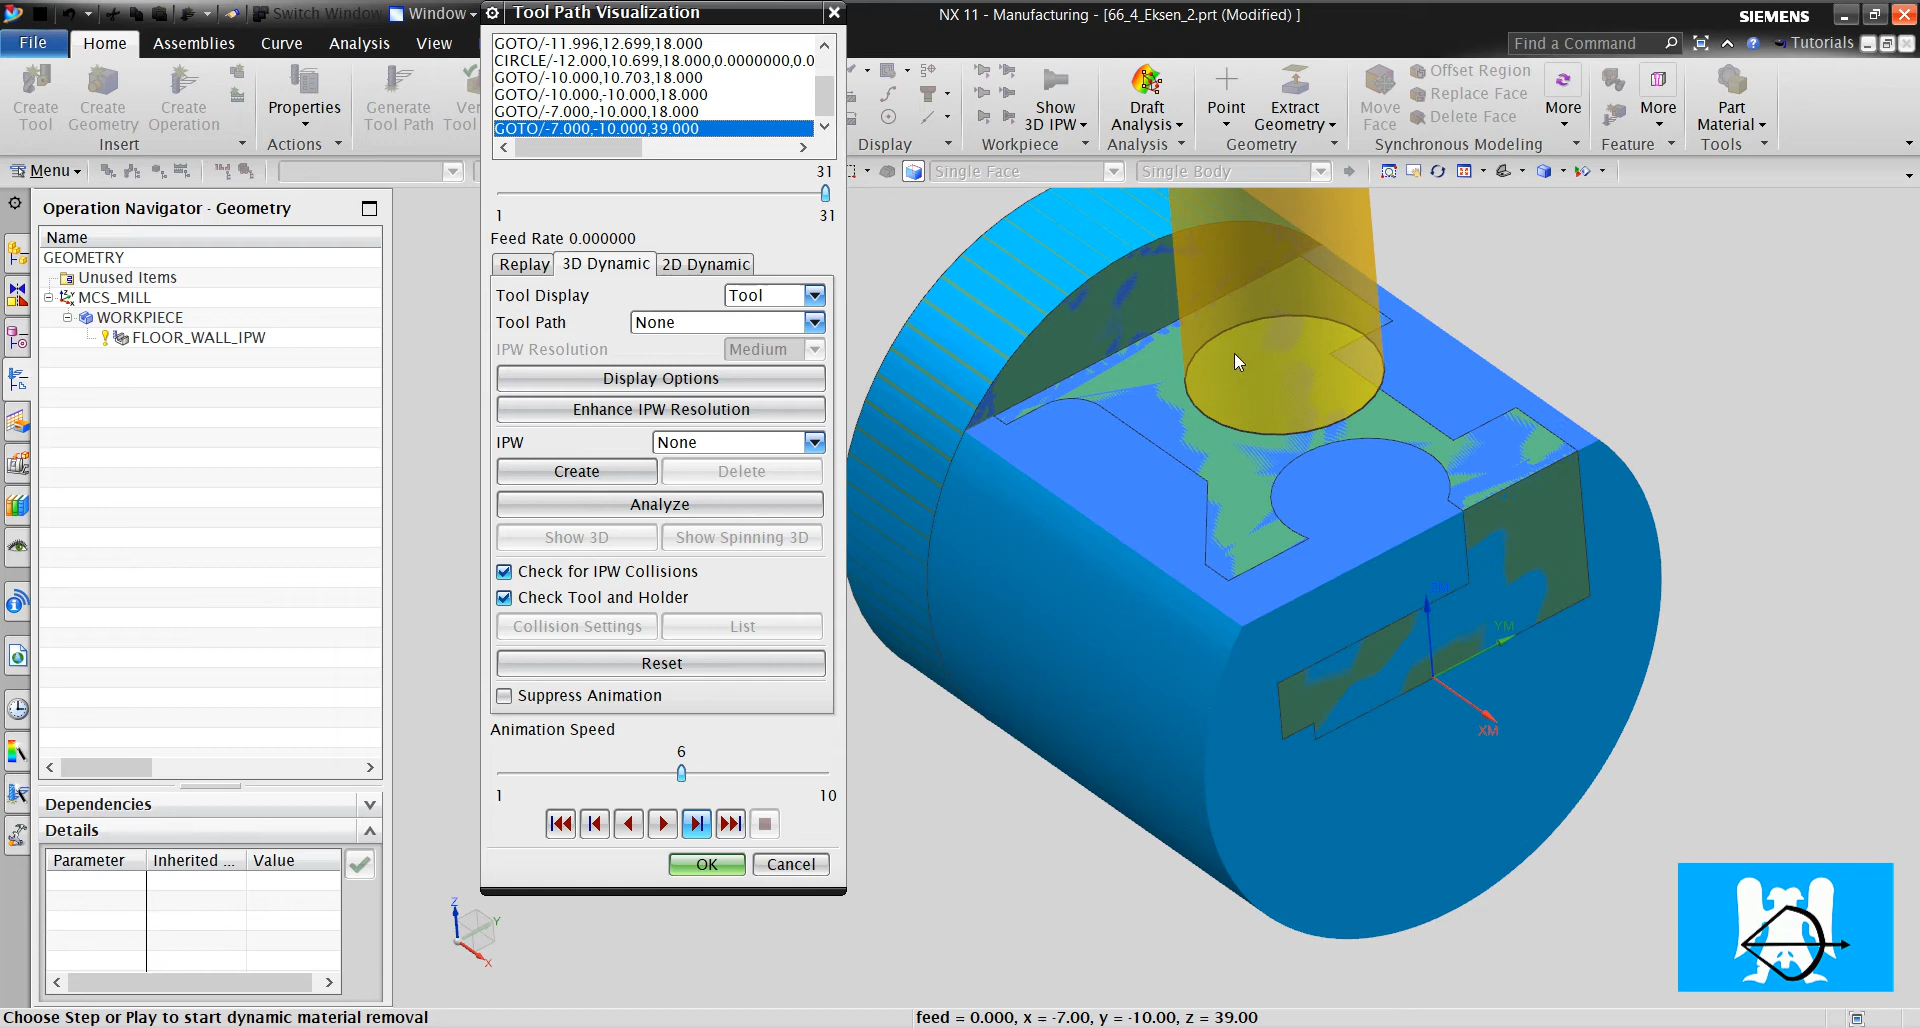 Switch Window
Window
Tool Path Visualization
NX 11 - Manufacturing - [66_4_Eksen_2.prt (Modified) ]
SIEMENS
File
Home
Assemblies
Curve
Analysis
View
Find a Command
Tutorials
Create Tool
Create Geometry
Create Operation
Insert
Properties
Actions
Generate Tool Path
Tool
Display
Show 3D IPW
Workpiece
Draft Analysis
Analysis
Point
Extract Geometry
Geometry
Move Face
Offset Region
Replace Face
Delete Face
More
Synchronous Modeling
More
Feature
Part Material
Tools
Menu
Single Face
Single Body
GOTO/-11.996,12.699,18.000
CIRCLE/-12.000,10.699,18.000,0.0000000,0.0
GOTO/-10.000,10.703,18.000
GOTO/-10.000,-10.000,18.000
GOTO/-7.000,-10.000,18.000
GOTO/-7.000,-10.000,39.000
31
1
31
Feed Rate 0.000000
Replay
3D Dynamic
2D Dynamic
Tool Display
Tool
Tool Path
None
IPW Resolution
Medium
Display Options
Enhance IPW Resolution
IPW
None
Create
Delete
Analyze
Show 3D
Show Spinning 3D
Check for IPW Collisions
Check Tool and Holder
Collision Settings
List
Reset
Suppress Animation
Animation Speed
6
1
10
OK
Cancel
Operation Navigator - Geometry
Name
GEOMETRY
Unused Items
MCS_MILL
WORKPIECE
FLOOR_WALL_IPW
Dependencies
Details
Parameter
Inherited ...
Value
ZM
YM
XM
Z
Y
X
Choose Step or Play to start dynamic material removal
feed = 0.000, x = -7.00, y = -10.00, z = 39.00